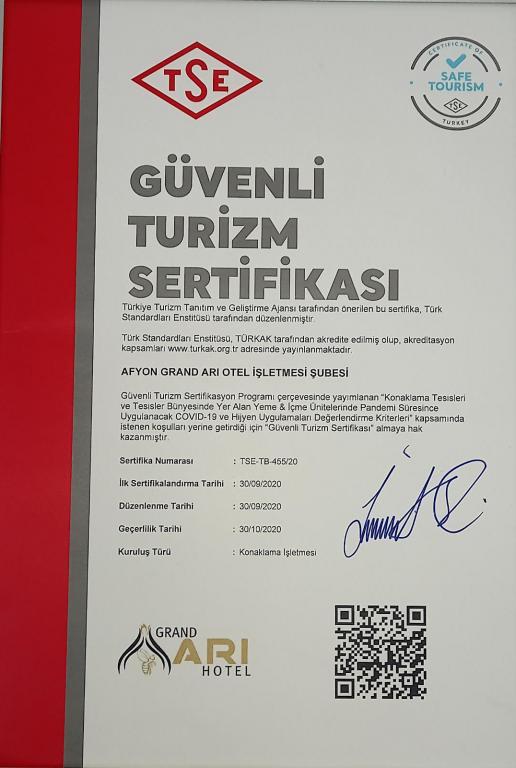 TSE
CERTIFICATE OF
SAFE
TOURISM
TSE
TURKEY
GÜVENLİ
TURİZM
SERTİFİKASI
Türkiye Turizm Tanıtım ve Geliştirme Ajansı tarafından önerilen bu sertifika, Türk
Standardları Enstitüsü tarafından düzenlenmiştir.
Türk Standardları Enstitüsü, TÜRKAK tarafından akredite edilmiş olup, akreditasyon
kapsamları www.turkak.org.tr adresinde yayınlanmaktadır.
AFYON GRAND ARI OTEL İŞLETMESİ ŞUBESİ
Güvenli Turizm Sertifikasyon Programı çerçevesinde yayımlanan "Konaklama Tesisleri
ve Tesisler Bünyesinde Yer Alan Yeme & İçme Ünitelerinde Pandemi Süresince
Uygulanacak COVID-19 ve Hijyen Uygulamaları Değerlendirme Kriterleri" kapsamında
istenen koşulları yerine getirdiği için "Güvenli Turizm Sertifikası" almaya hak
kazanmıştır.
Sertifika Numarası : TSE-TB-455/20
İlk Sertifikalandırma Tarihi : 30/09/2020
Düzenleme Tarihi : 30/09/2020
Geçerlilik Tarihi : 30/10/2020
Kuruluş Türü : Konaklama İşletmesi
GRAND
ARI
HOTEL